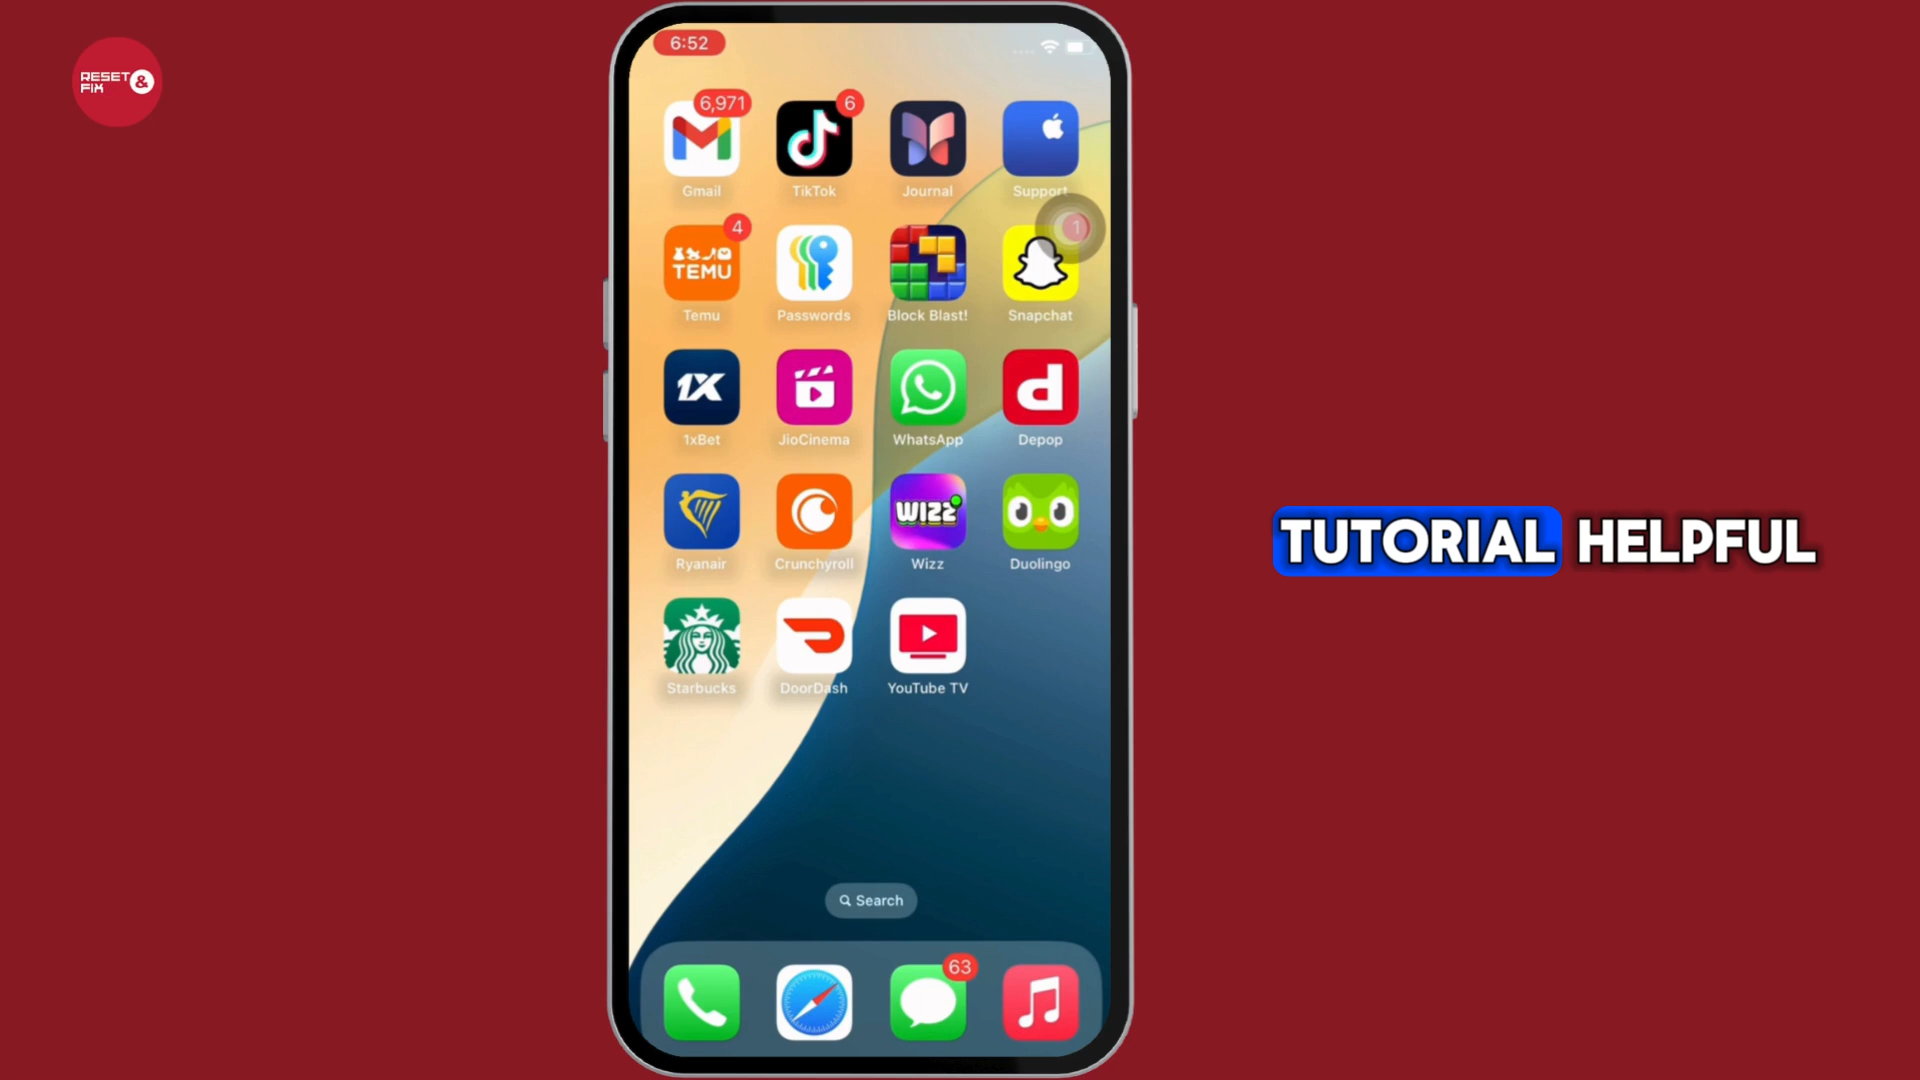 RESET &
FIX
6:52
6,971
6
Gmail
TikTok
Journal
Support
4
1
TEMU
Temu
Passwords
Block Blast!
Snapchat
1X
d
1xBet
JioCinema
WhatsApp
Depop
WIZZ
Ryanair
Crunchyroll
Wizz
Duolingo
Starbucks
DoorDash
YouTube TV
TUTORIAL HELPFUL
Search
63